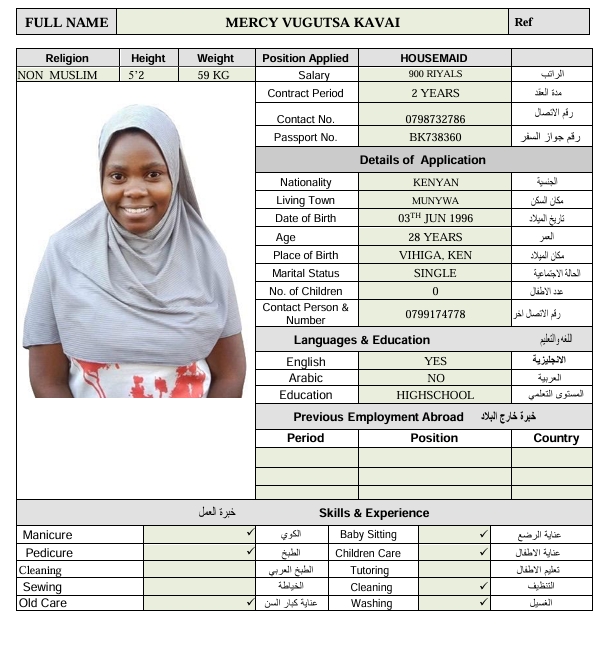 FULL NAME MERCY VUGUTSA KAVAI Ref
Religion Height Weight Position Applied HOUSEMAID
NON MUSLIM 5'2 59 KG Salary 900 RIYALS الراتب
Contract Period 2 YEARS مدة العقد
Contact No. 0798732786 رقم الاتصال
Passport No. BK738360 رقم جواز السفر
Details of Application
Nationality KENYAN الجنسية
Living Town MUNYWA مكان السكن
Date of Birth 03TH JUN 1996 تاريخ الميلاد
Age 28 YEARS العمر
Place of Birth VIHIGA, KEN مكان الميلاد
Marital Status SINGLE الحالة الاجتماعية
No. of Children 0 عدد الاطفال
Contact Person &
Number 0799174778 رقم الاتصال اخر
Languages & Education اللغه والتعليم
English YES الانجليزية
Arabic NO العربية
Education HIGHSCHOOL المستوى التعلمي
Previous Employment Abroad خبرة خارج البلاد
Period Position Country
خبرة العمل Skills & Experience
Manicure ✓ الكوي Baby Sitting ✓ عناية الرضع
Pedicure ✓ الطبخ Children Care ✓ عناية الاطفال
Cleaning الطبخ العربي Tutoring تعليم الاطفال
Sewing الخياطة Cleaning ✓ التنظيف
Old Care ✓ عناية كبار السن Washing ✓ الغسيل